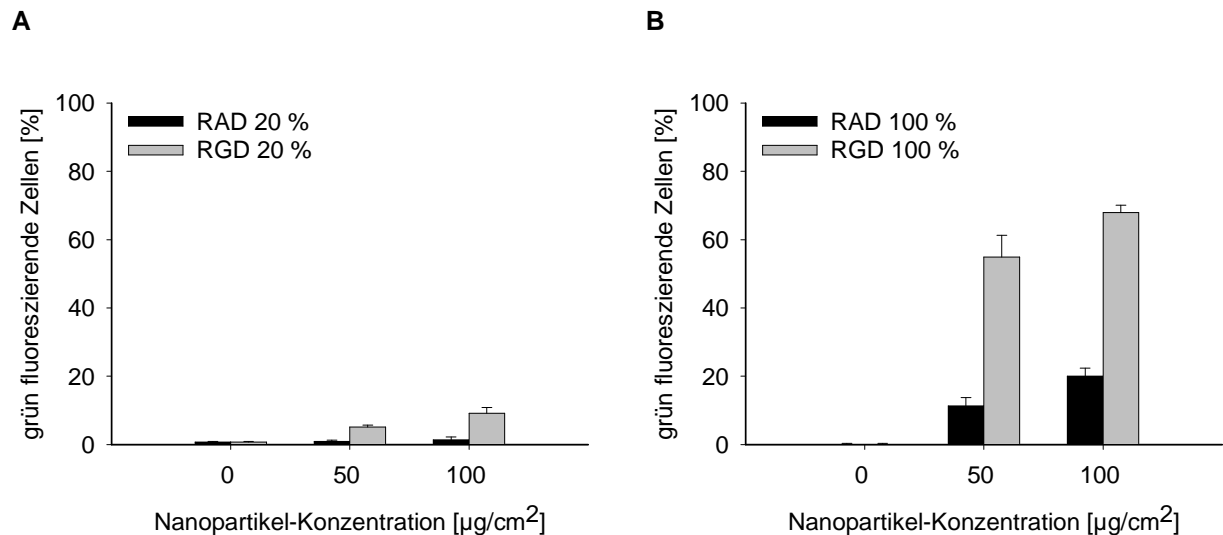 A
grün fluoreszierende Zellen [%]
100
80
60
40
20
0
RAD 20 %
RGD 20 %
0 50 100
Nanopartikel-Konzentration [µg/cm²]
B
grün fluoreszierende Zellen [%]
100
80
60
40
20
0
RAD 100 %
RGD 100 %
0 50 100
Nanopartikel-Konzentration [µg/cm²]